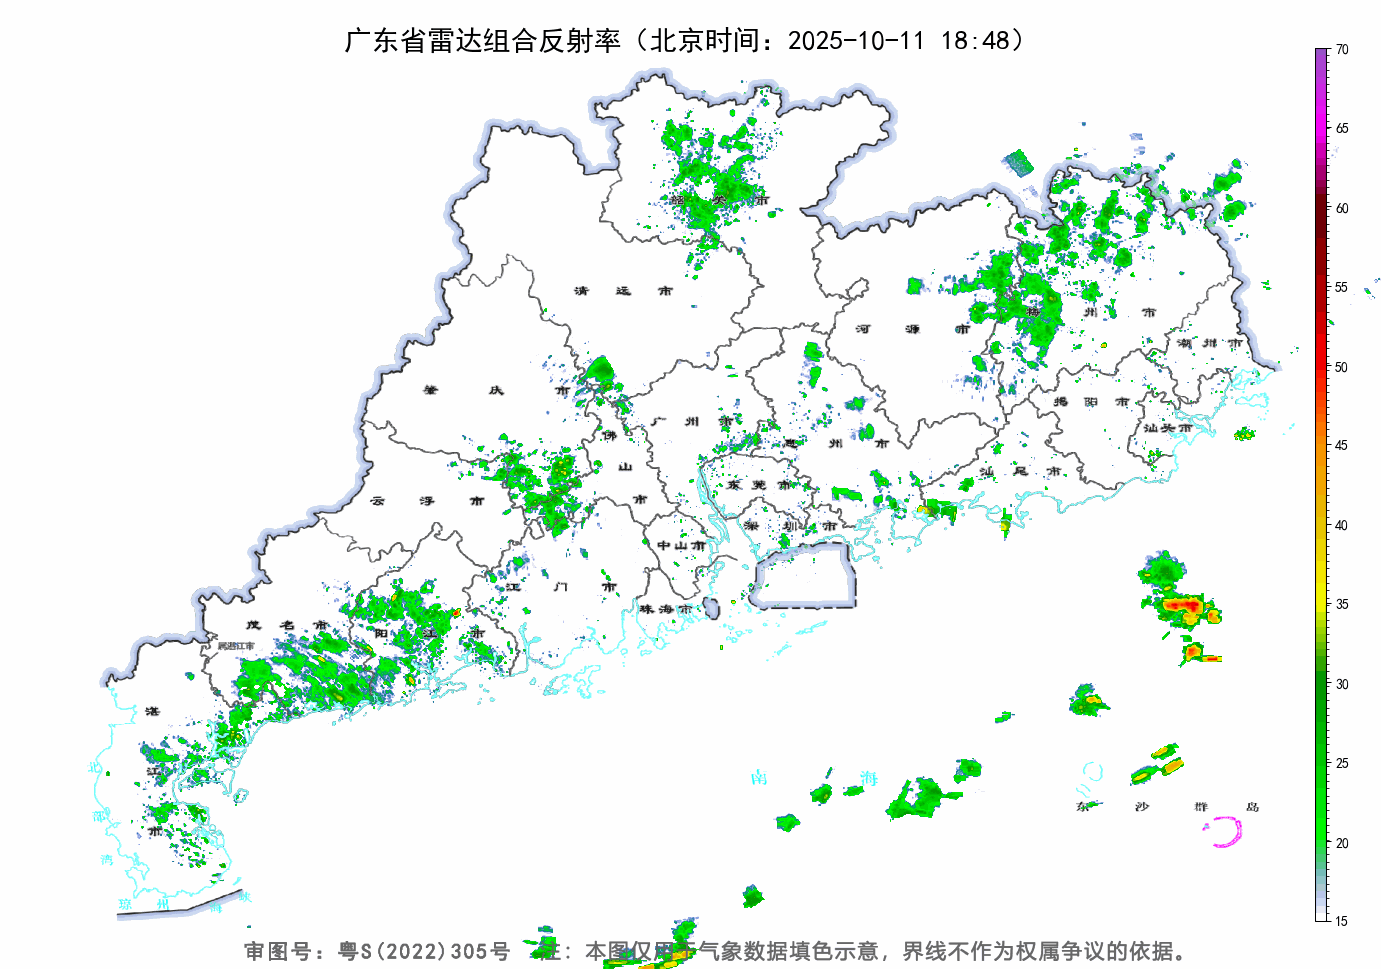 广东省雷达组合反射率（北京时间：2025-10-11 18:48）
70
65
60
55
50
45
40
35
30
25
20
15
韶 关 市
清 远 市
河 源 市
梅 州 市
潮 州 市
肇 庆 市
广 州 市
佛 山 市
惠 州 市
揭 阳 市
汕头市
汕 尾 市
云 浮 市
东 莞 市
深 圳 市
中山市
江 门 市
珠海市
茂 名 市
属湛江市
阳 江 市
湛 江 市
北 部 湾
南 海
东 沙 群 岛
琼 州 海 峡
审图号：粤S(2022)305号 注：本图仅用于气象数据填色示意，界线不作为权属争议的依据。